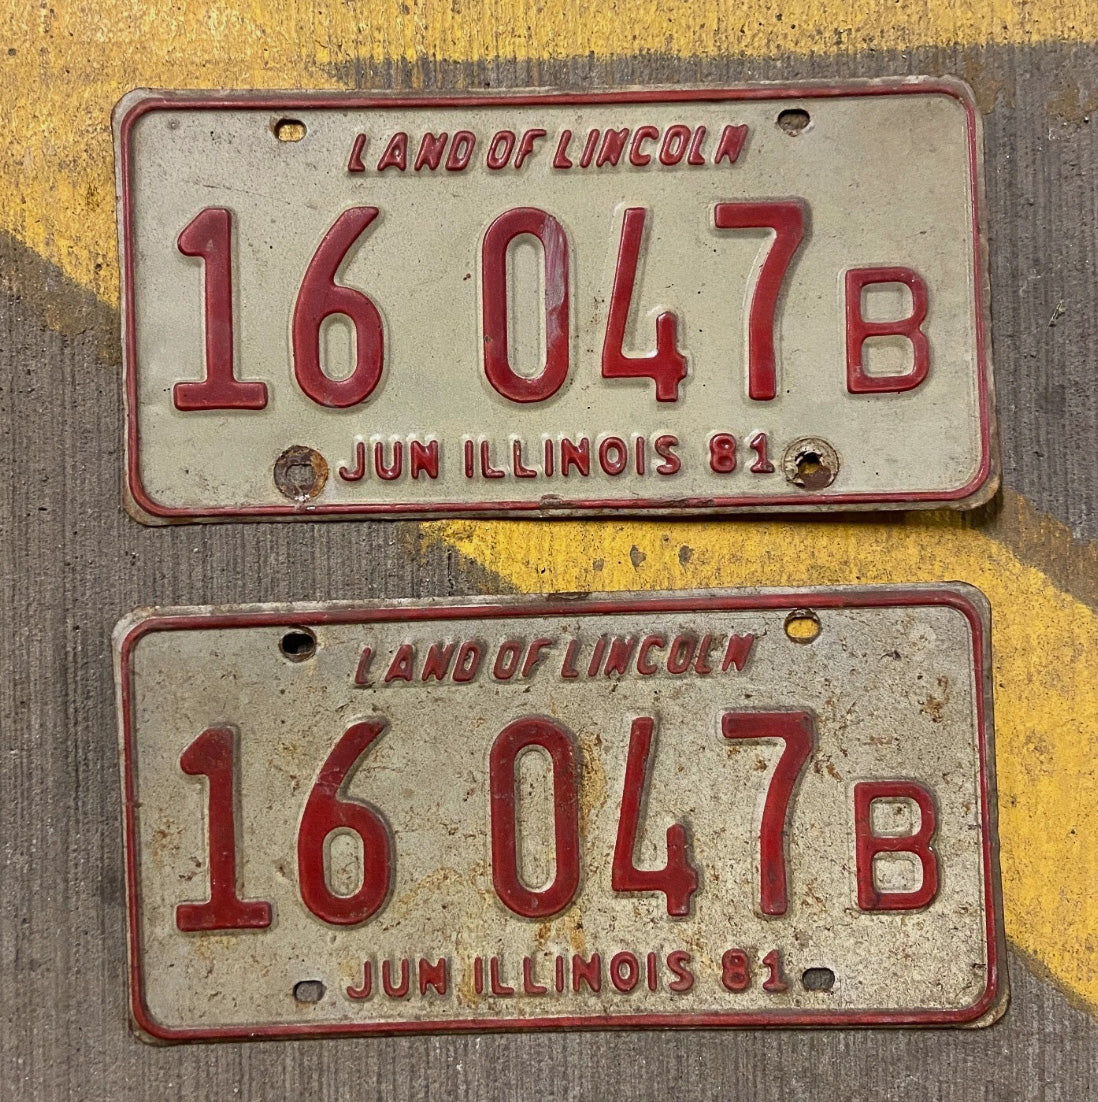 LAND OF LINCOLN
16 047 B
JUN ILLINOIS 81
LAND OF LINCOLN
16 047 B
JUN ILLINOIS 81